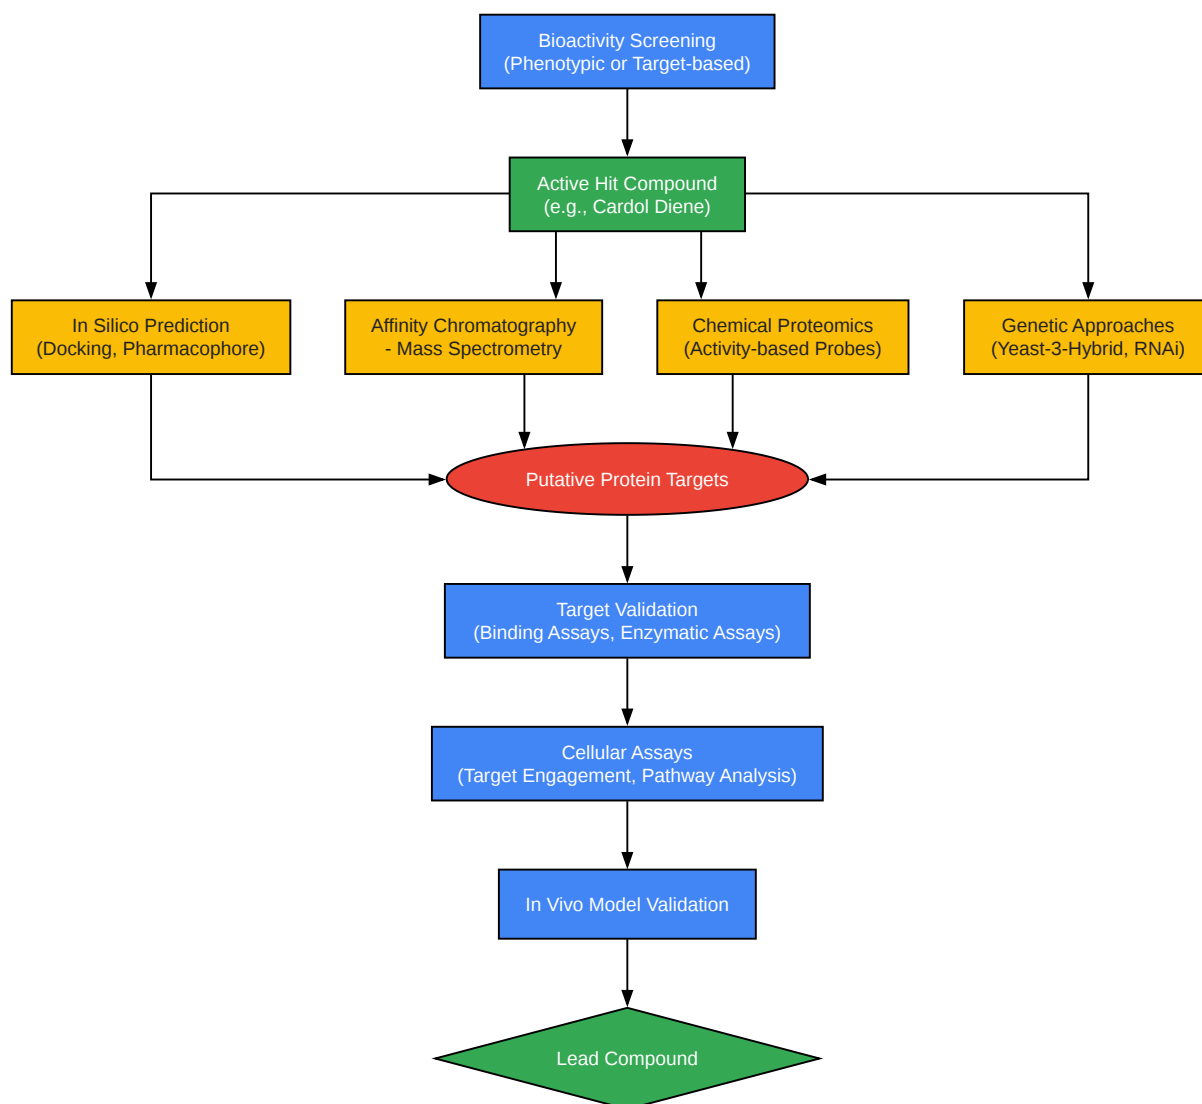 Bioactivity Screening
(Phenotypic or Target-based)
Active Hit Compound
(e.g., Cardol Diene)
In Silico Prediction
(Docking, Pharmacophore)
Affinity Chromatography
- Mass Spectrometry
Chemical Proteomics
(Activity-based Probes)
Genetic Approaches
(Yeast-3-Hybrid, RNAi)
Putative Protein Targets
Target Validation
(Binding Assays, Enzymatic Assays)
Cellular Assays
(Target Engagement, Pathway Analysis)
In Vivo Model Validation
Lead Compound